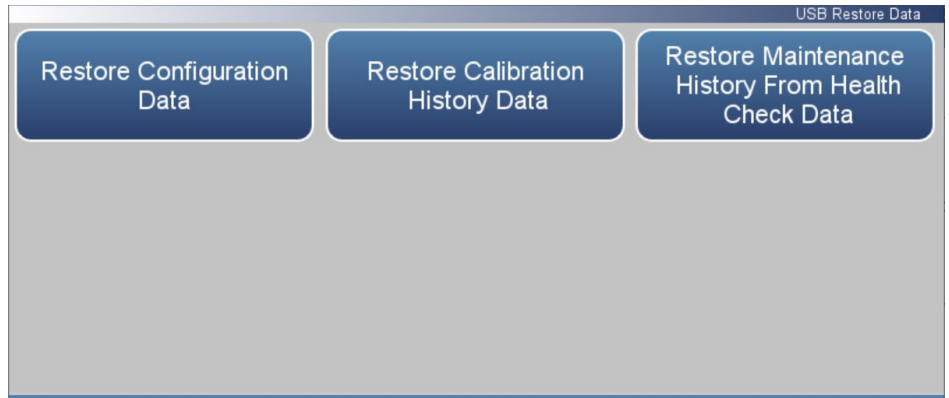 USB Restore Data
Restore Configuration
Data
Restore Calibration
History Data
Restore Maintenance
History From Health
Check Data